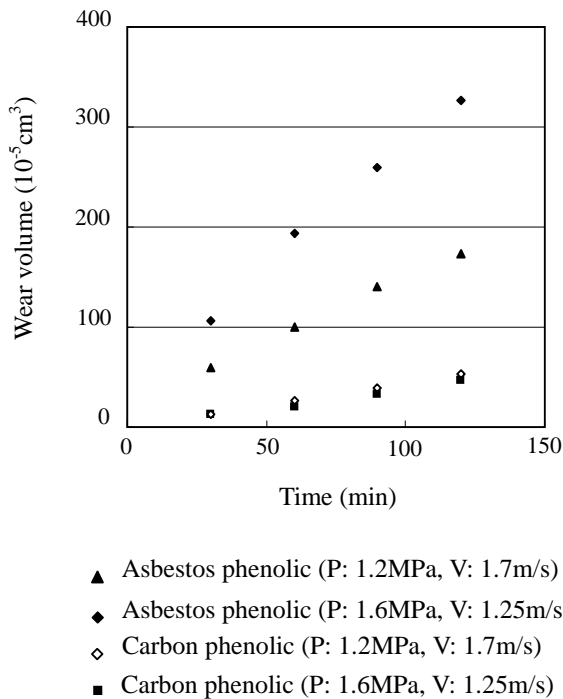 400
300
200
100
0
Wear volume (10⁻⁵cm³)
0 50 100 150
Time (min)
Asbestos phenolic (P: 1.2MPa, V: 1.7m/s)
Asbestos phenolic (P: 1.6MPa, V: 1.25m/s
Carbon phenolic (P: 1.2MPa, V: 1.7m/s)
Carbon phenolic (P: 1.6MPa, V: 1.25m/s)